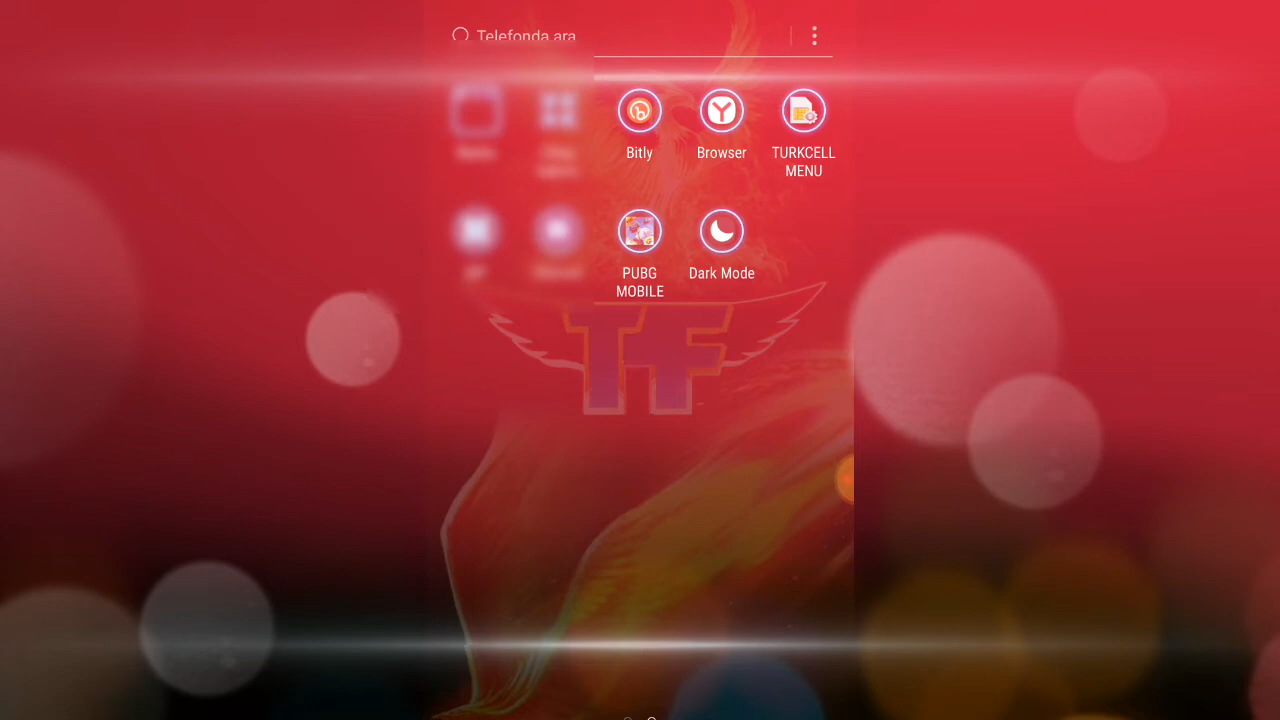 Telefonda ara
Bitly
Browser
TURKCELL
MENU
PUBG
MOBILE
Dark Mode
TF